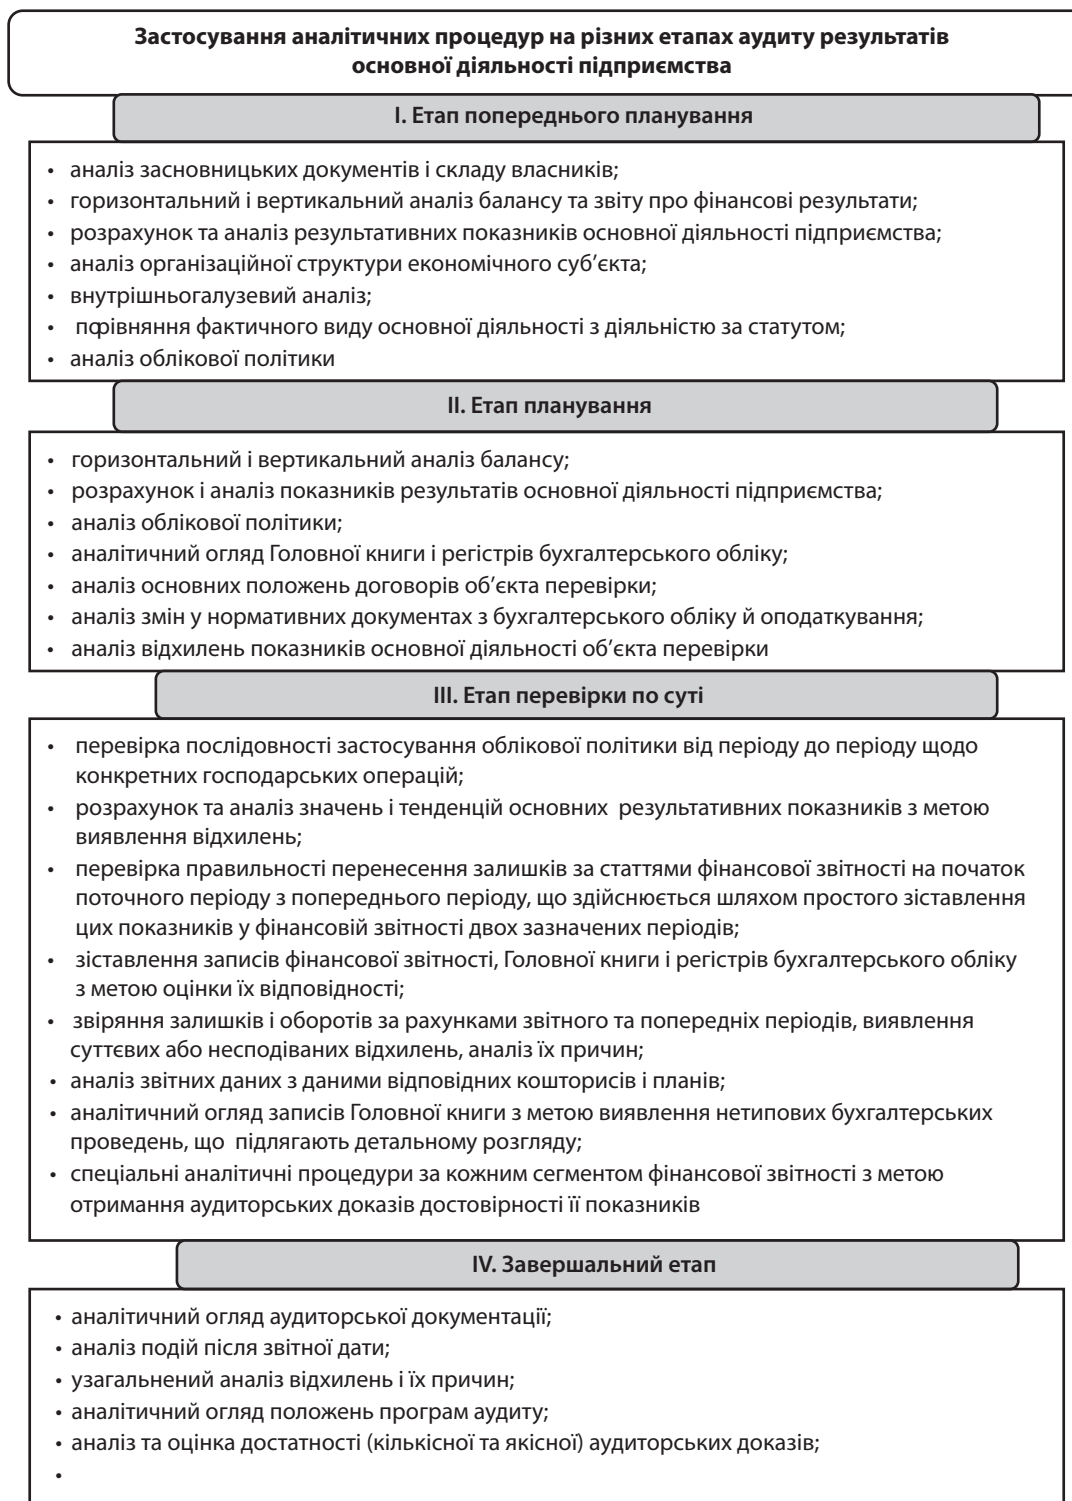 Застосування аналітичних процедур на різних етапах аудиту результатів
основної діяльності підприємства
І. Етап попереднього планування
• аналіз засновницьких документів і складу власників;
• горизонтальний і вертикальний аналіз балансу та звіту про фінансові результати;
• розрахунок та аналіз результативних показників основної діяльності підприємства;
• аналіз організаційної структури економічного суб’єкта;
• внутрішньогалузевий аналіз;
• порівняння фактичного виду основної діяльності з діяльністю за статутом;
• аналіз облікової політики
ІІ. Етап планування
• горизонтальний і вертикальний аналіз балансу;
• розрахунок і аналіз показників результатів основної діяльності підприємства;
• аналіз облікової політики;
• аналітичний огляд Головної книги і регістрів бухгалтерського обліку;
• аналіз основних положень договорів об’єкта перевірки;
• аналіз змін у нормативних документах з бухгалтерського обліку й оподаткування;
• аналіз відхилень показників основної діяльності об’єкта перевірки
ІІІ. Етап перевірки по суті
• перевірка послідовності застосування облікової політики від періоду до періоду щодо
конкретних господарських операцій;
• розрахунок та аналіз значень і тенденцій основних результативних показників з метою
виявлення відхилень;
• перевірка правильності перенесення залишків за статтями фінансової звітності на початок
поточного періоду з попереднього періоду, що здійснюється шляхом простого зіставлення
цих показників у фінансовій звітності двох зазначених періодів;
• зіставлення записів фінансової звітності, Головної книги і регістрів бухгалтерського обліку
з метою оцінки їх відповідності;
• звіряння залишків і оборотів за рахунками звітного та попередніх періодів, виявлення
суттєвих або несподіваних відхилень, аналіз їх причин;
• аналіз звітних даних з даними відповідних кошторисів і планів;
• аналітичний огляд записів Головної книги з метою виявлення нетипових бухгалтерських
проведень, що підлягають детальному розгляду;
• спеціальні аналітичні процедури за кожним сегментом фінансової звітності з метою
отримання аудиторських доказів достовірності її показників
IV. Завершальний етап
• аналітичний огляд аудиторської документації;
• аналіз подій після звітної дати;
• узагальнений аналіз відхилень і їх причин;
• аналітичний огляд положень програм аудиту;
• аналіз та оцінка достатності (кількісної та якісної) аудиторських доказів;
•